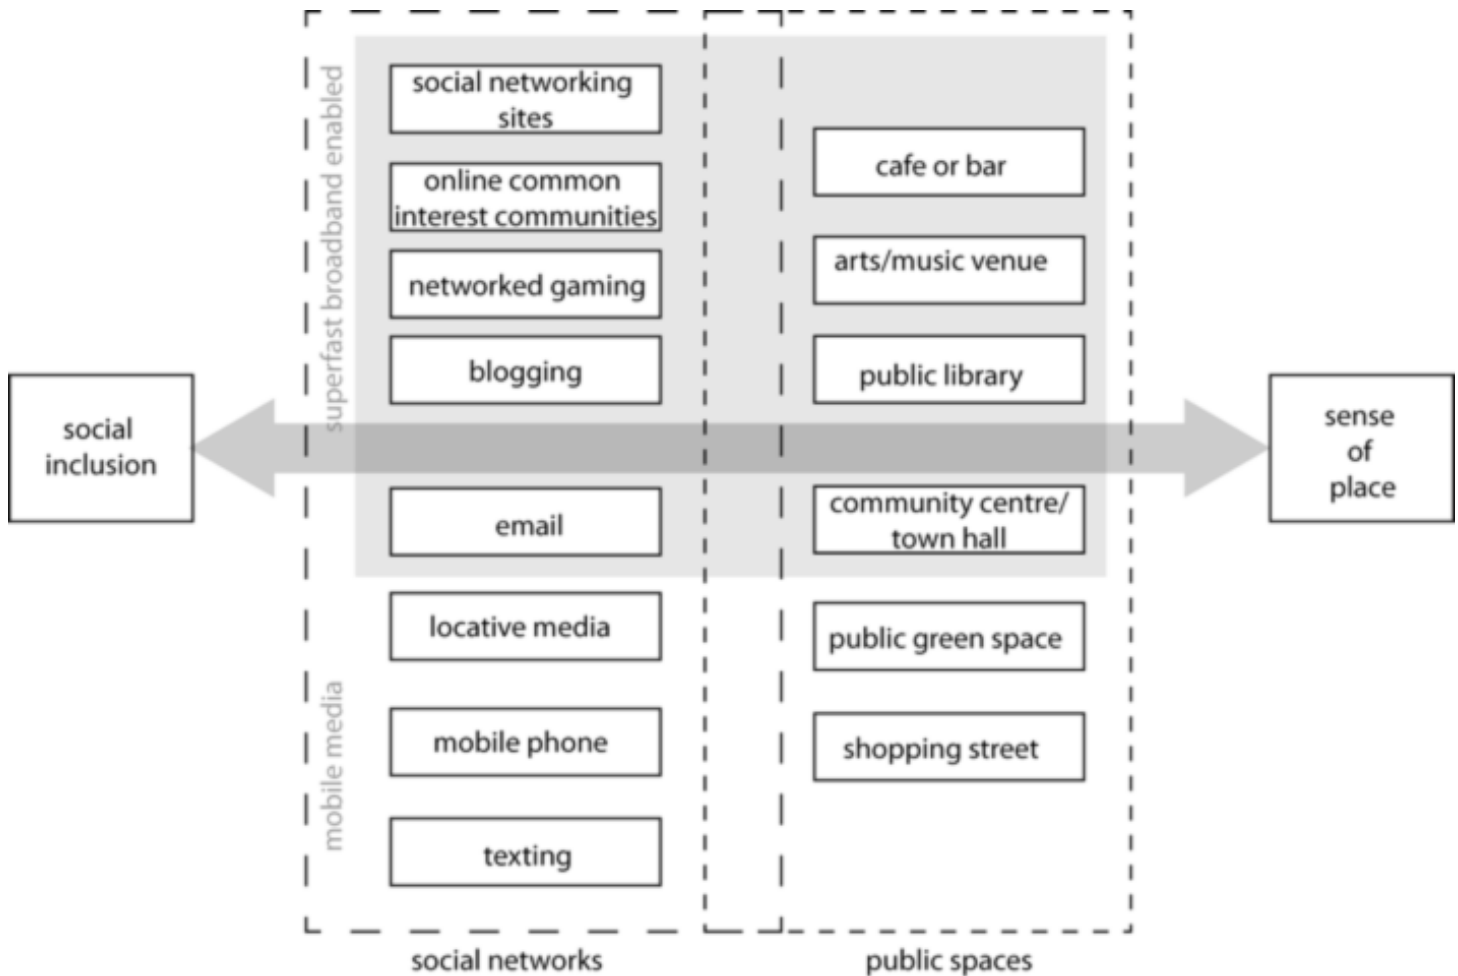 social
inclusion
superfast broadband enabled
mobile media
social networking
sites
online common
interest communities
networked gaming
blogging
email
locative media
mobile phone
texting
social networks
cafe or bar
arts/music venue
public library
community centre/
town hall
public green space
shopping street
public spaces
sense
of
place